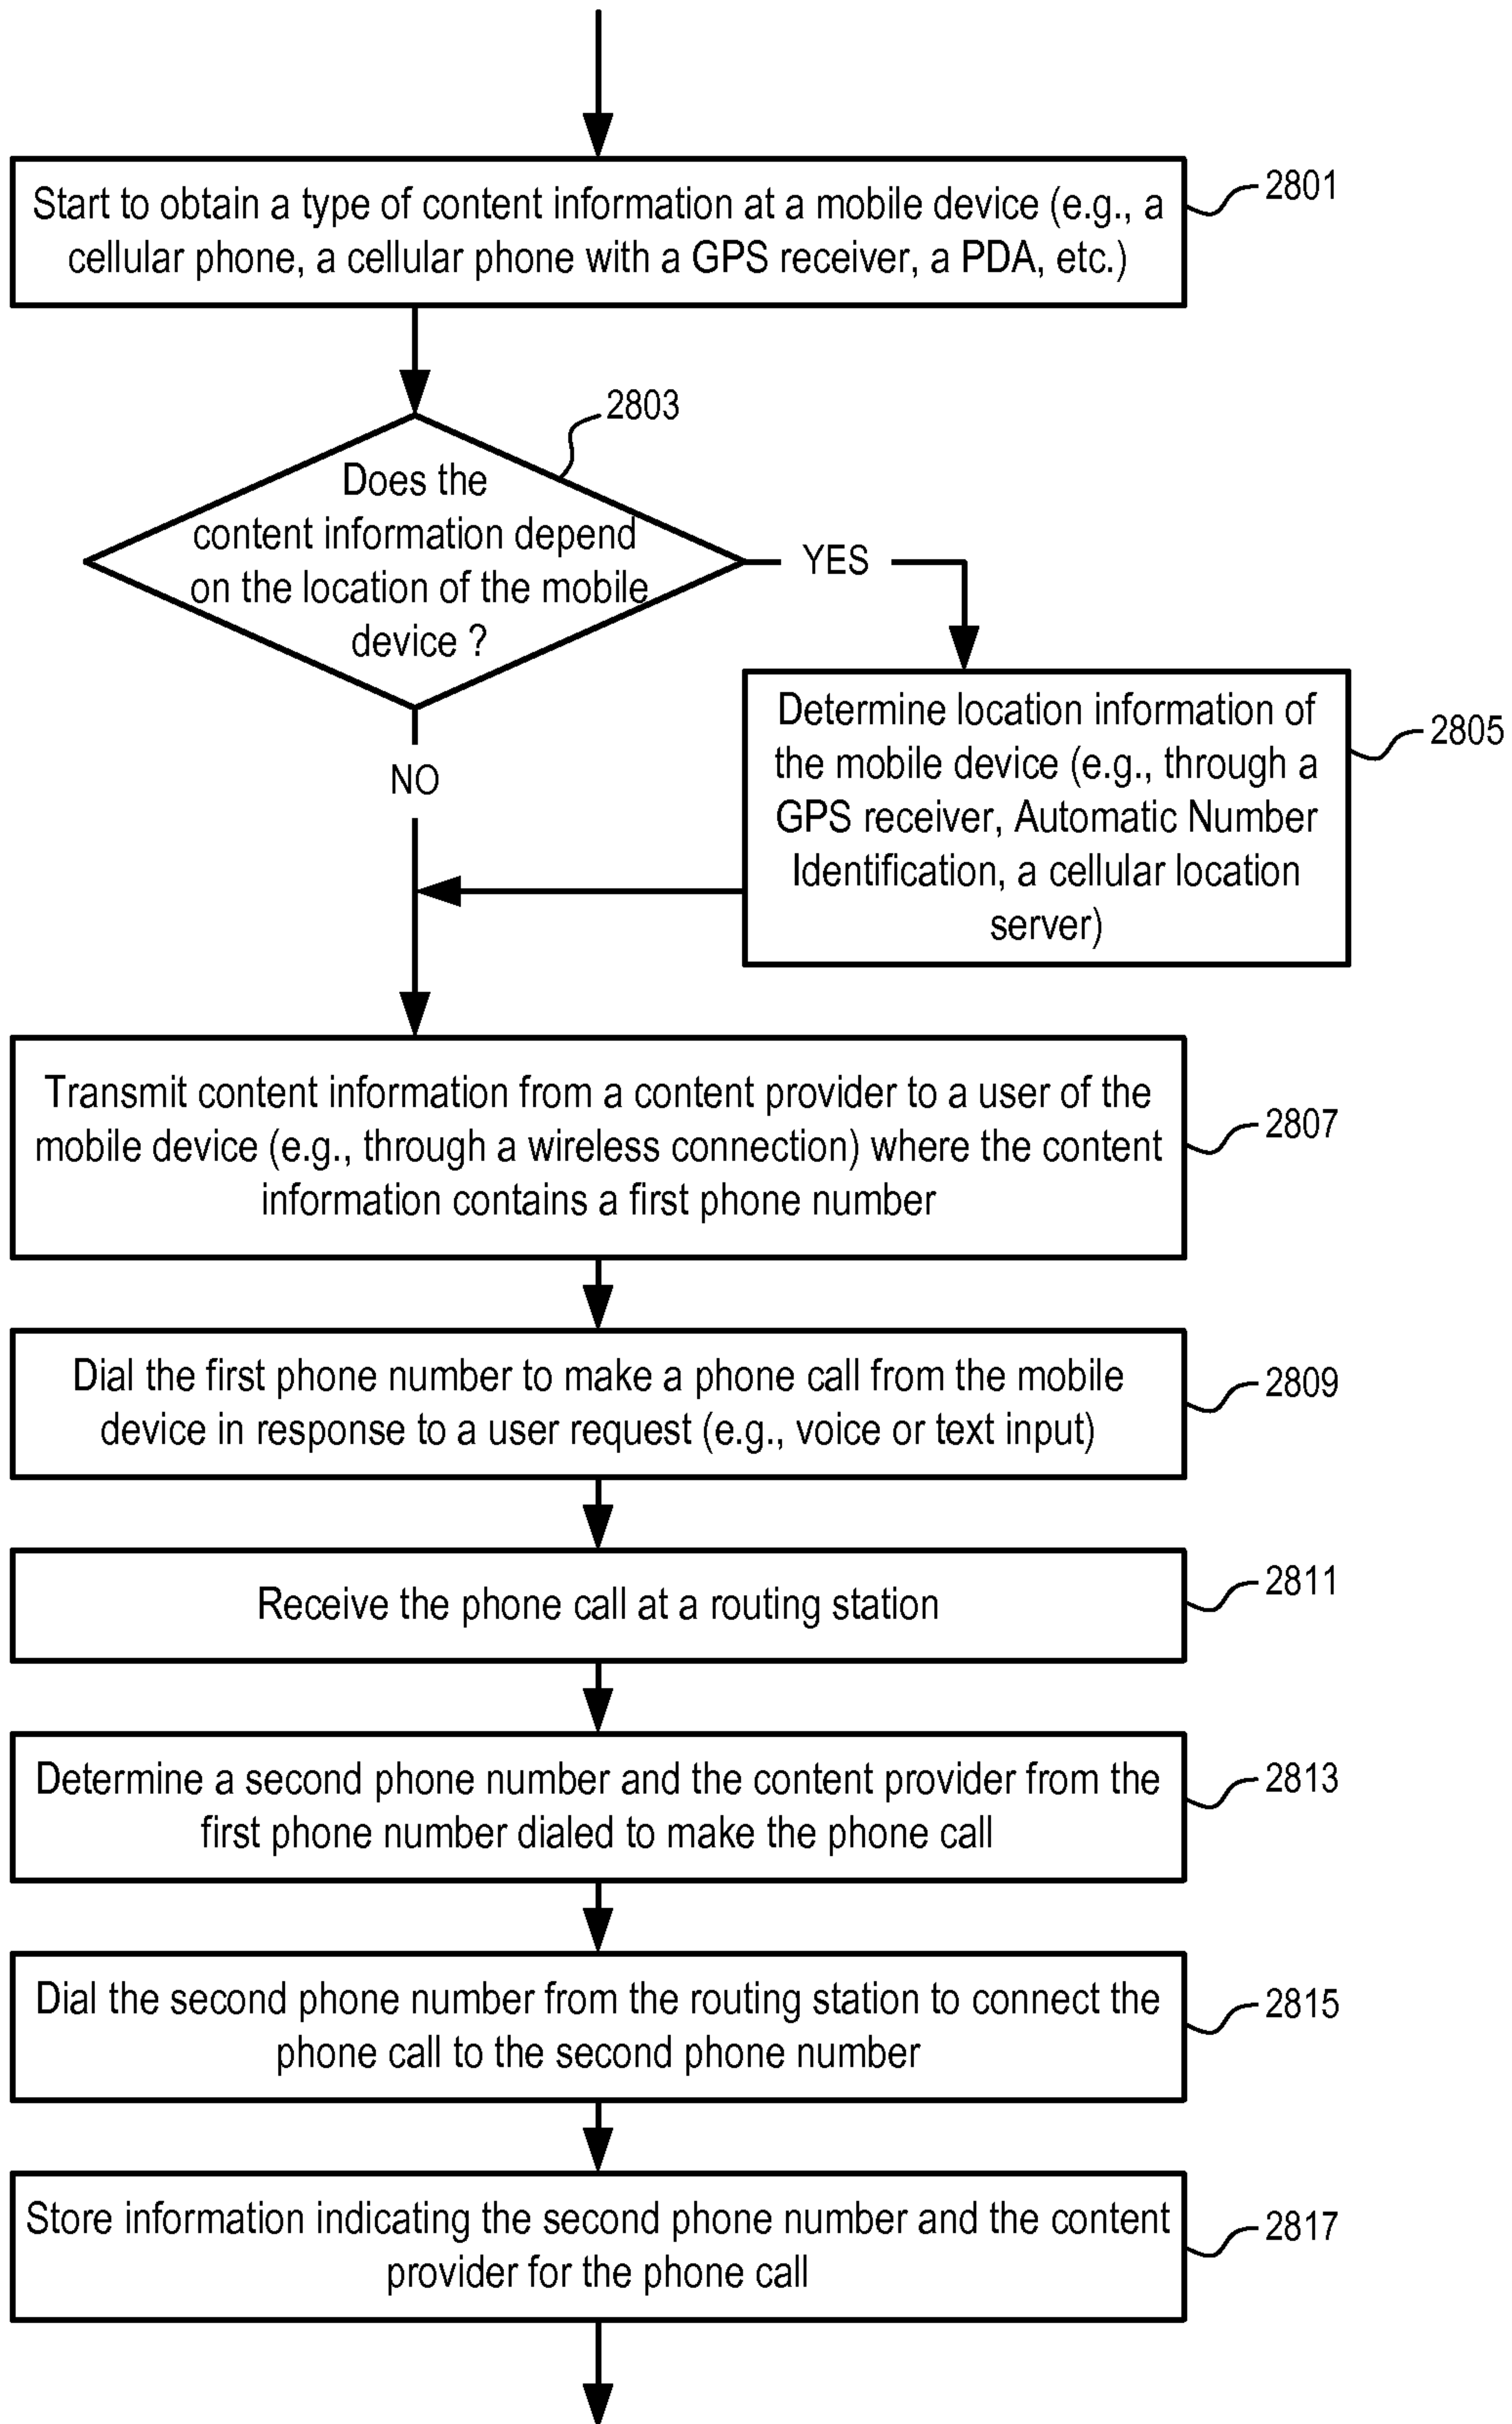 Start to obtain a type of content information at a mobile device (e.g., a
cellular phone, a cellular phone with a GPS receiver, a PDA, etc.)
2801
2803
Does the
content information depend
on the location of the mobile
device ?
YES
NO
Determine location information of
the mobile device (e.g., through a
GPS receiver, Automatic Number
Identification, a cellular location
server)
2805
Transmit content information from a content provider to a user of the
mobile device (e.g., through a wireless connection) where the content
information contains a first phone number
2807
Dial the first phone number to make a phone call from the mobile
device in response to a user request (e.g., voice or text input)
2809
Receive the phone call at a routing station
2811
Determine a second phone number and the content provider from the
first phone number dialed to make the phone call
2813
Dial the second phone number from the routing station to connect the
phone call to the second phone number
2815
Store information indicating the second phone number and the content
provider for the phone call
2817